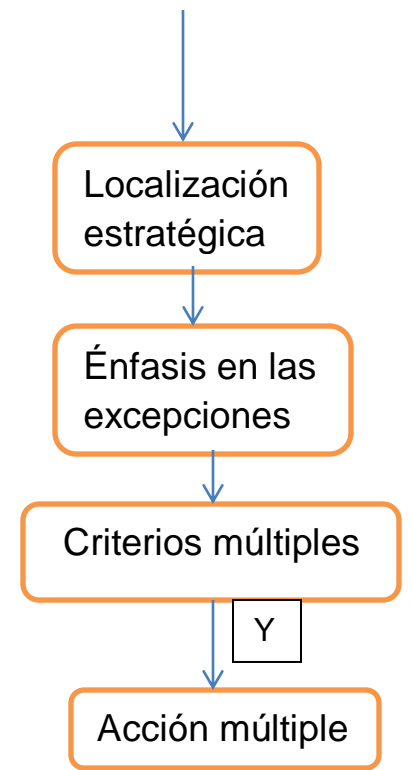 Localización
estratégica
Énfasis en las
excepciones
Criterios múltiples
Y
Acción múltiple